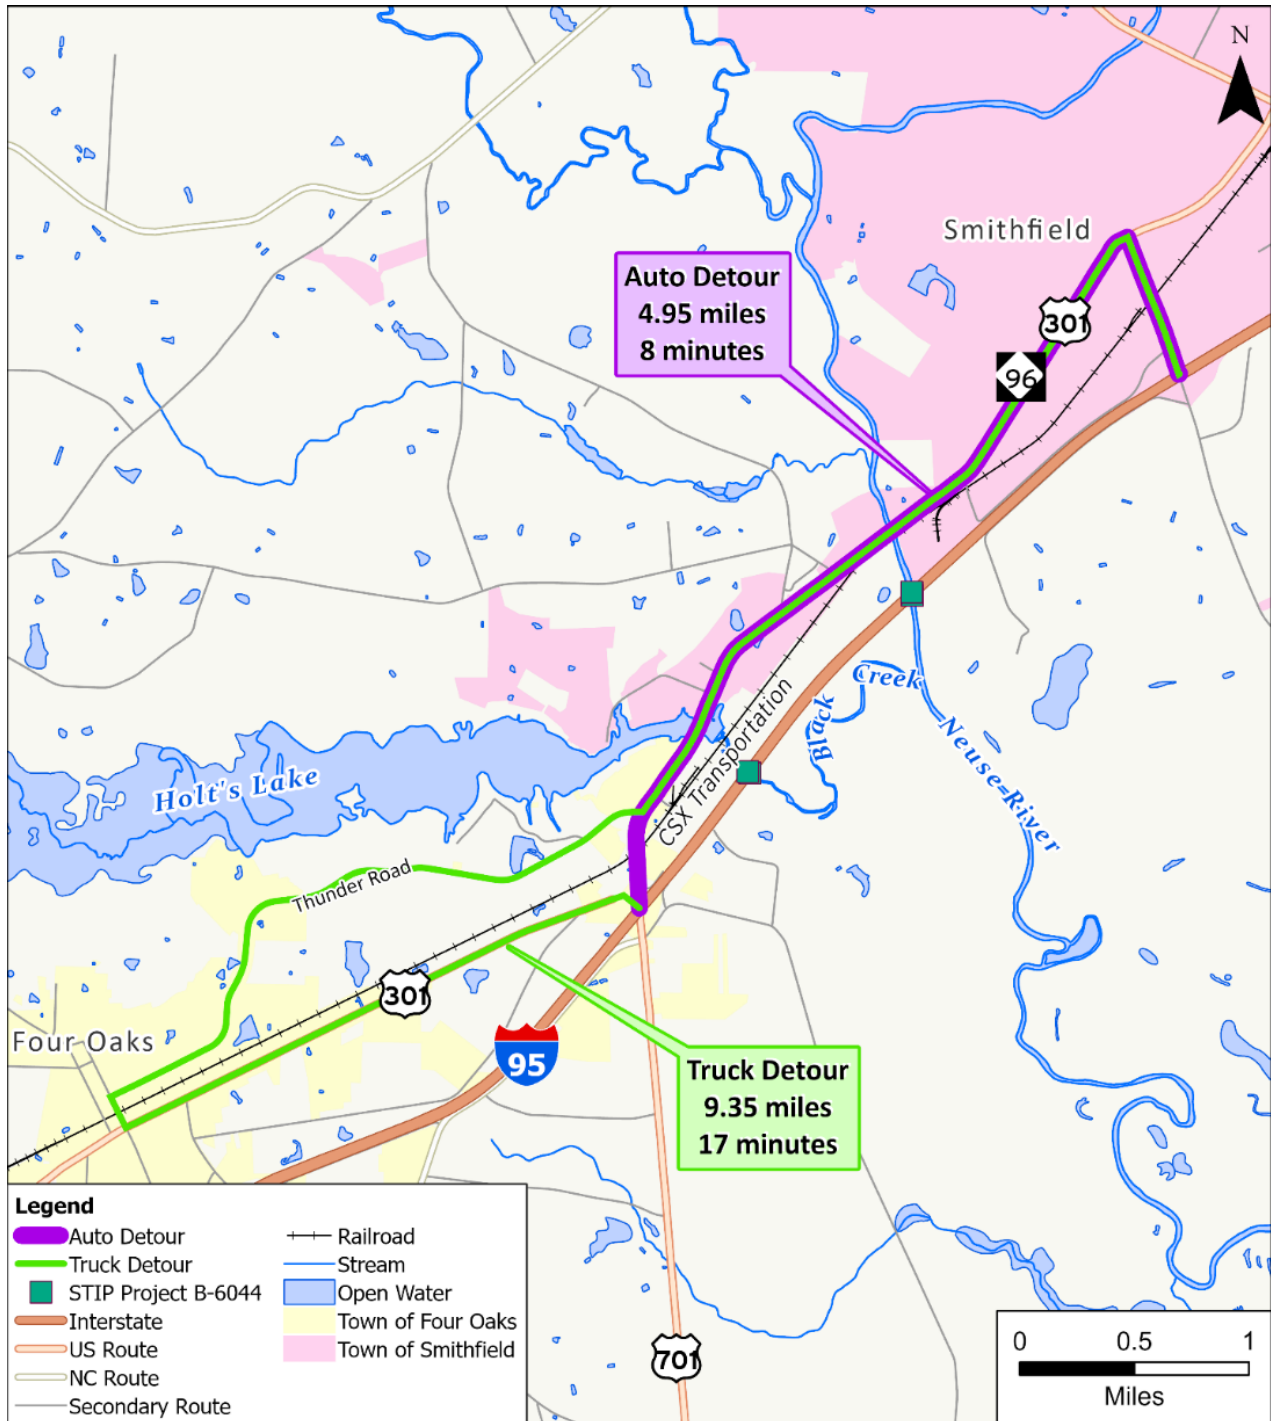 N
Smithfield
Auto Detour
4.95 miles
8 minutes
301
96
Black
Creek
Neuse River
CSX Transportation
Holt's Lake
Thunder Road
301
Four Oaks
95
Truck Detour
9.35 miles
17 minutes
701
Legend
Auto Detour
Truck Detour
STIP Project B-6044
Interstate
US Route
NC Route
Secondary Route
Railroad
Stream
Open Water
Town of Four Oaks
Town of Smithfield
0 0.5 1
Miles